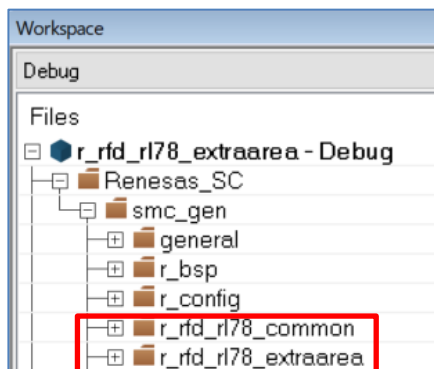 Workspace
Debug
Files
r_rfd_rl78_extraarea - Debug
Renesas_SC
smc_gen
general
r_bsp
r_config
r_rfd_rl78_common
r_rfd_rl78_extraarea